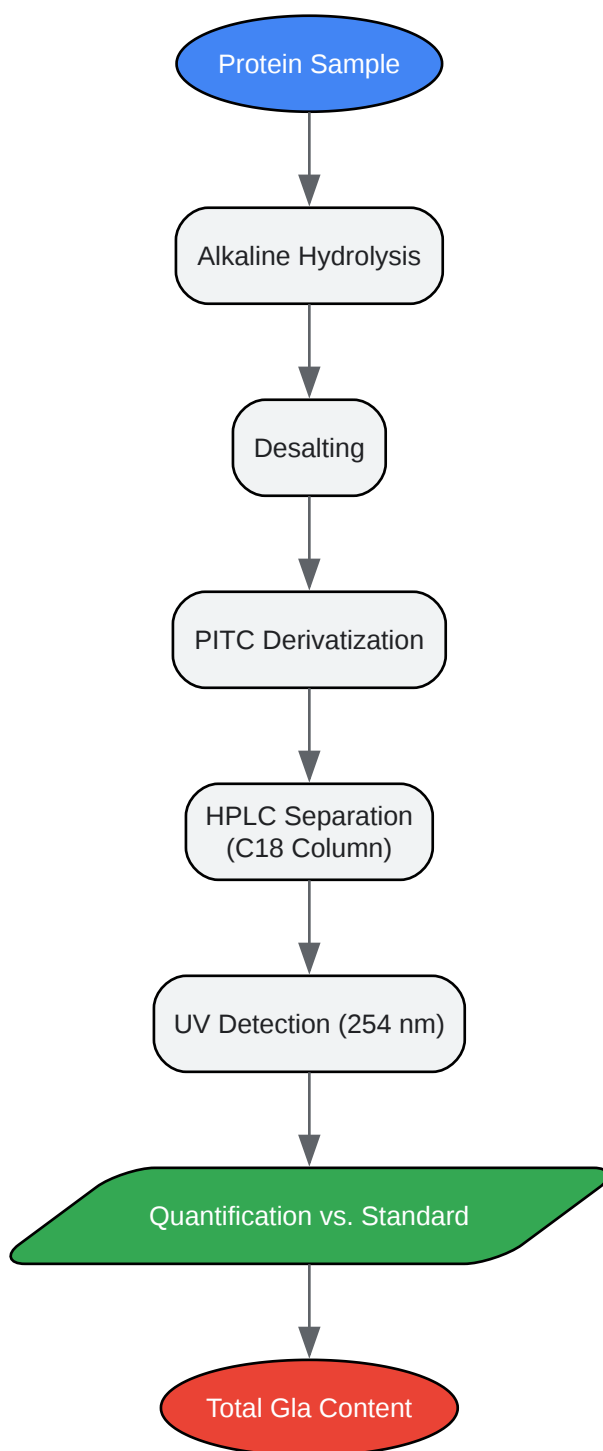 Protein Sample
Alkaline Hydrolysis
Desalting
PITC Derivatization
HPLC Separation
(C18 Column)
UV Detection (254 nm)
Quantification vs. Standard
Total Gla Content